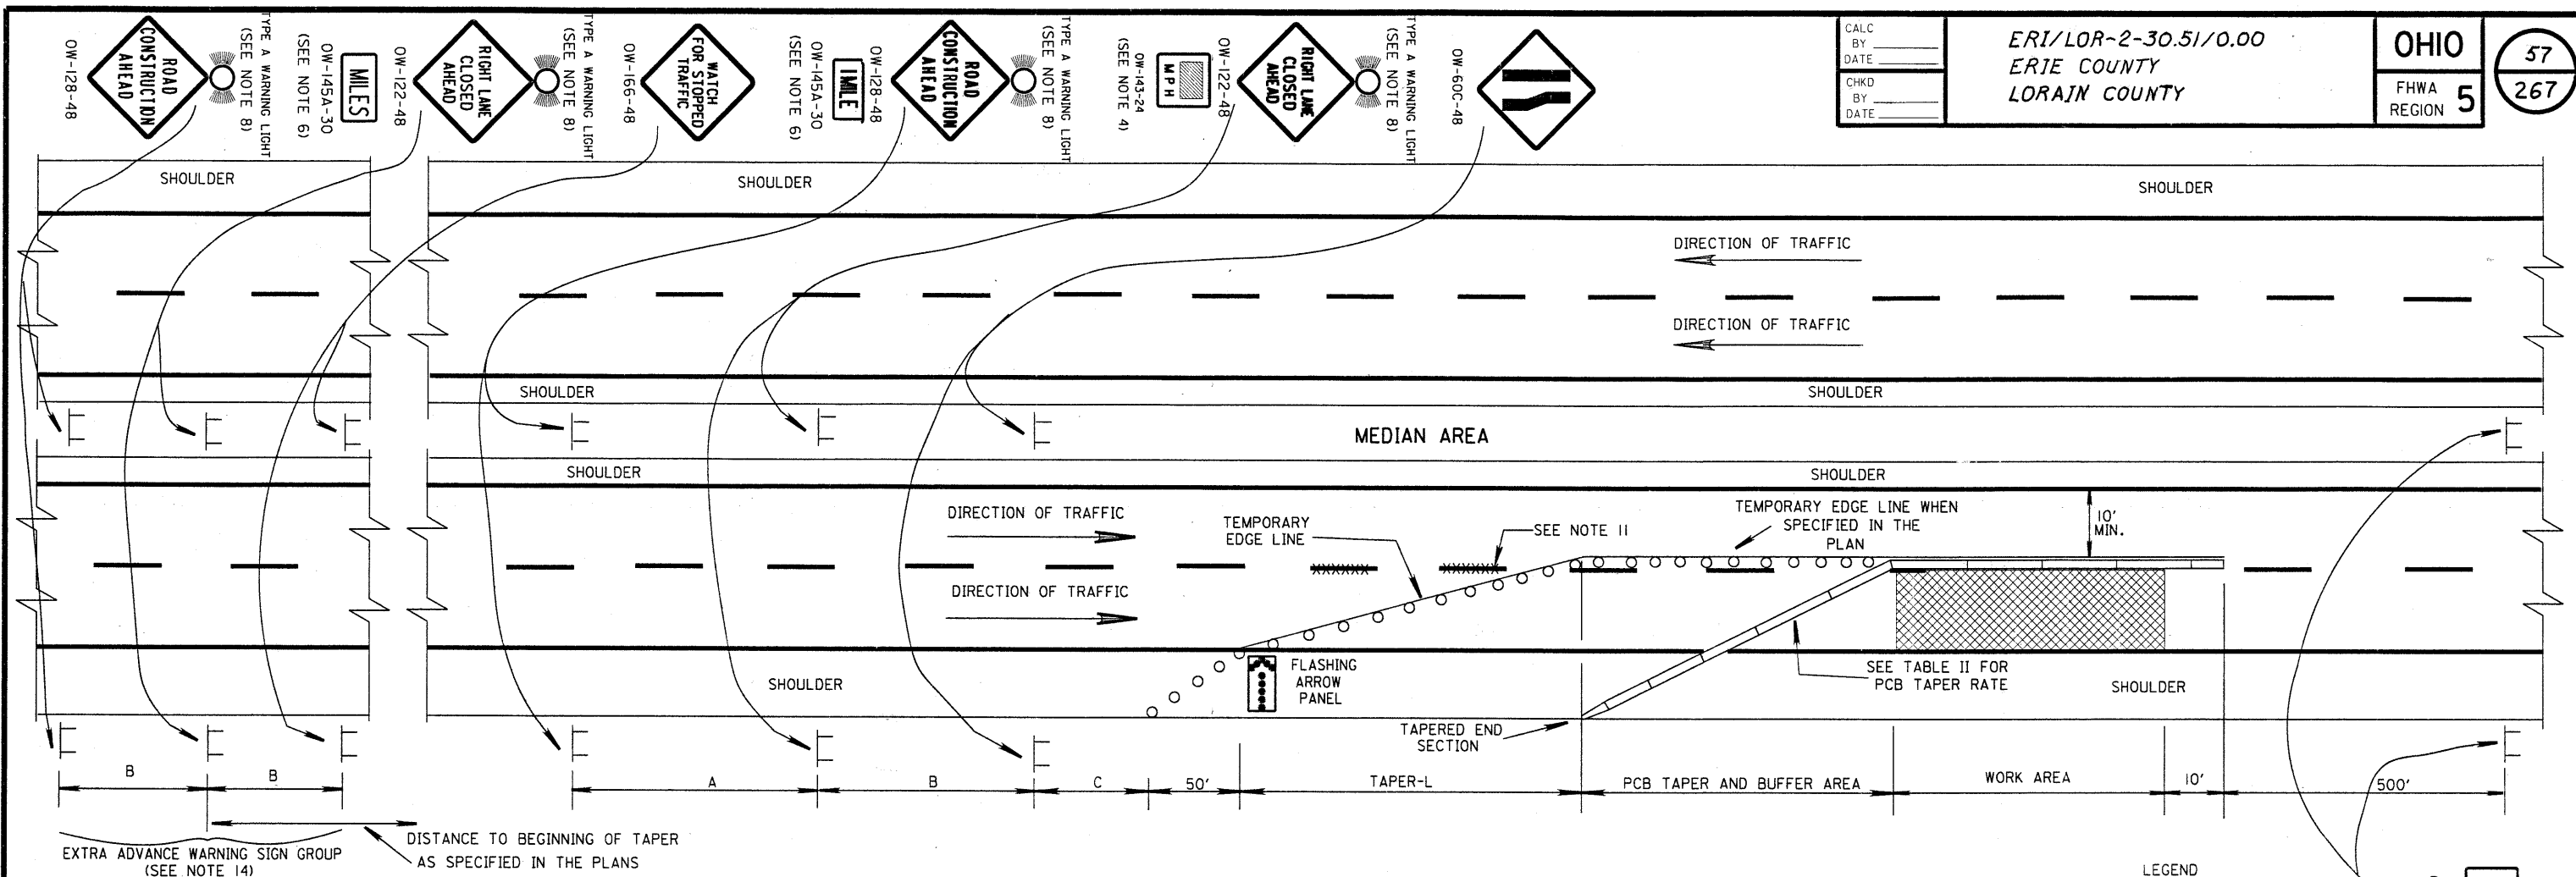 ROAD
CONSTRUCTION
AHEAD
OW-128-48
TYPE A WARNING LIGHT
(SEE NOTE 8)
MILES
OW-145A-30
(SEE NOTE 6)
RIGHT LANE
CLOSED
AHEAD
OW-122-48
TYPE A WARNING LIGHT
(SEE NOTE 8)
WATCH
FOR STOPPED
TRAFFIC
OW-166-48
1MILE
OW-145A-30
(SEE NOTE 6)
ROAD
CONSTRUCTION
AHEAD
OW-128-48
TYPE A WARNING LIGHT
(SEE NOTE 8)
MPH
OW-143-24
(SEE NOTE 4)
RIGHT LANE
CLOSED
AHEAD
OW-122-48
TYPE A WARNING LIGHT
(SEE NOTE 8)
OW-60C-48
CALC
BY
DATE
CHKD
BY
DATE
ERI/LOR-2-30.51/0.00
ERIE COUNTY
LORAIN COUNTY
OHIO
FHWA
REGION 5
57
267
SHOULDER
SHOULDER
SHOULDER
DIRECTION OF TRAFFIC
DIRECTION OF TRAFFIC
SHOULDER
SHOULDER
MEDIAN AREA
SHOULDER
SHOULDER
DIRECTION OF TRAFFIC
TEMPORARY
EDGE LINE
SEE NOTE 11
TEMPORARY EDGE LINE WHEN
SPECIFIED IN THE
PLAN
10'
MIN.
DIRECTION OF TRAFFIC
FLASHING
ARROW
PANEL
SHOULDER
SEE TABLE II FOR
PCB TAPER RATE
SHOULDER
TAPERED END
SECTION
B
B
A
B
C
50'
TAPER-L
PCB TAPER AND BUFFER AREA
WORK AREA
10'
500'
DISTANCE TO BEGINNING OF TAPER
AS SPECIFIED IN THE PLANS
EXTRA ADVANCE WARNING SIGN GROUP
(SEE NOTE 14)
LEGEND